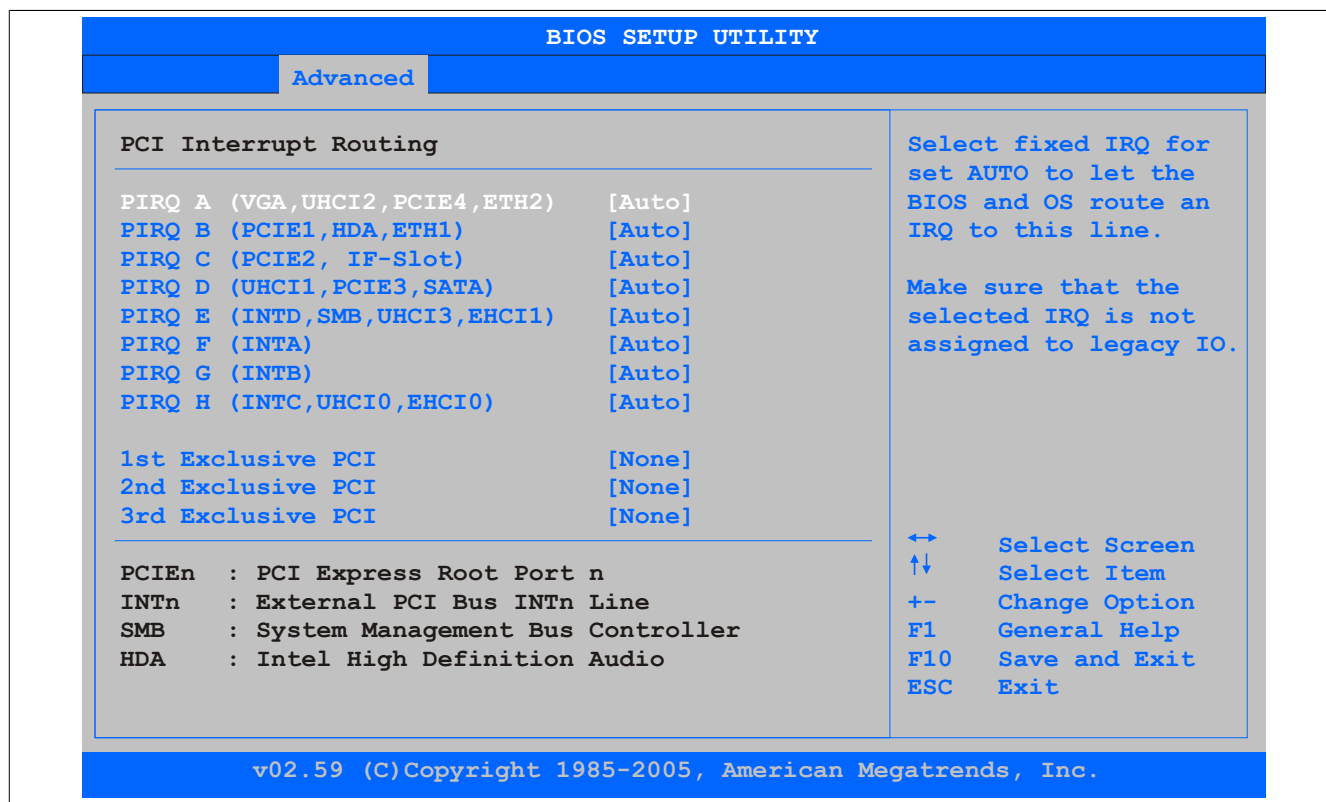 BIOS SETUP UTILITY
Advanced
PCI Interrupt Routing
PIRQ A (VGA,UHCI2,PCIE4,ETH2) [Auto]
PIRQ B (PCIE1,HDA,ETH1) [Auto]
PIRQ C (PCIE2, IF-Slot) [Auto]
PIRQ D (UHCI1,PCIE3,SATA) [Auto]
PIRQ E (INTD,SMB,UHCI3,EHCI1) [Auto]
PIRQ F (INTA) [Auto]
PIRQ G (INTB) [Auto]
PIRQ H (INTC,UHCI0,EHCI0) [Auto]
1st Exclusive PCI [None]
2nd Exclusive PCI [None]
3rd Exclusive PCI [None]
PCIEn : PCI Express Root Port n
INTn : External PCI Bus INTn Line
SMB : System Management Bus Controller
HDA : Intel High Definition Audio
Select fixed IRQ for
set AUTO to let the
BIOS and OS route an
IRQ to this line.
Make sure that the
selected IRQ is not
assigned to legacy IO.
↔ Select Screen
↑↓ Select Item
+- Change Option
F1 General Help
F10 Save and Exit
ESC Exit
v02.59 (C)Copyright 1985-2005, American Megatrends, Inc.